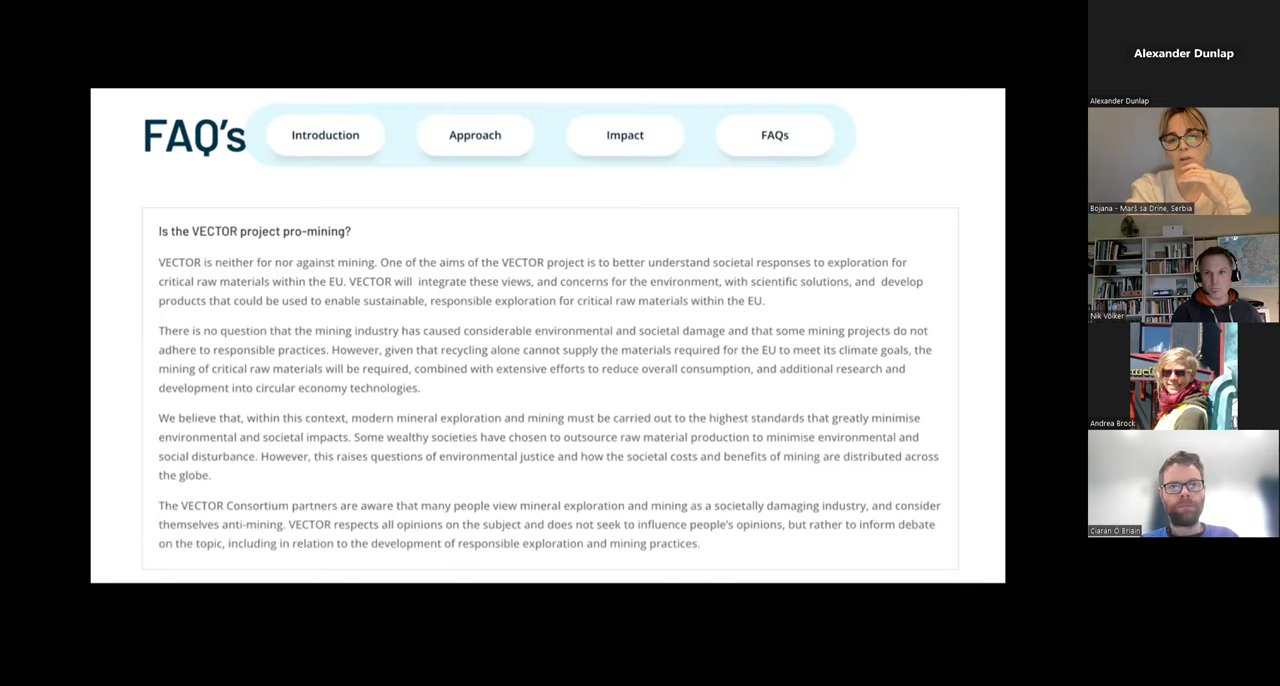 FAQ's
Introduction
Approach
Impact
FAQs
Is the VECTOR project pro-mining?
VECTOR is neither for nor against mining. One of the aims of the VECTOR project is to better understand societal responses to exploration for
critical raw materials within the EU. VECTOR will integrate these views, and concerns for the environment, with scientific solutions, and develop
products that could be used to enable sustainable, responsible exploration for critical raw materials within the EU.
There is no question that the mining industry has caused considerable environmental and societal damage and that some mining projects do not
adhere to responsible practices. However, given that recycling alone cannot supply the materials required for the EU to meet its climate goals, the
mining of critical raw materials will be required, combined with extensive efforts to reduce overall consumption, and additional research and
development into circular economy technologies.
We believe that, within this context, modern mineral exploration and mining must be carried out to the highest standards that greatly minimise
environmental and societal impacts. Some wealthy societies have chosen to outsource raw material production to minimise environmental and
social disturbance. However, this raises questions of environmental justice and how the societal costs and benefits of mining are distributed across
the globe.
The VECTOR Consortium partners are aware that many people view mineral exploration and mining as a societally damaging industry, and consider
themselves anti-mining. VECTOR respects all opinions on the subject and does not seek to influence people's opinions, but rather to inform debate
on the topic, including in relation to the development of responsible exploration and mining practices.
Alexander Dunlap
Alexander Dunlap
Bojana - Marš sa Drine, Serbia
Nik Völker
Andrea Brock
Ciarán Ó Briain